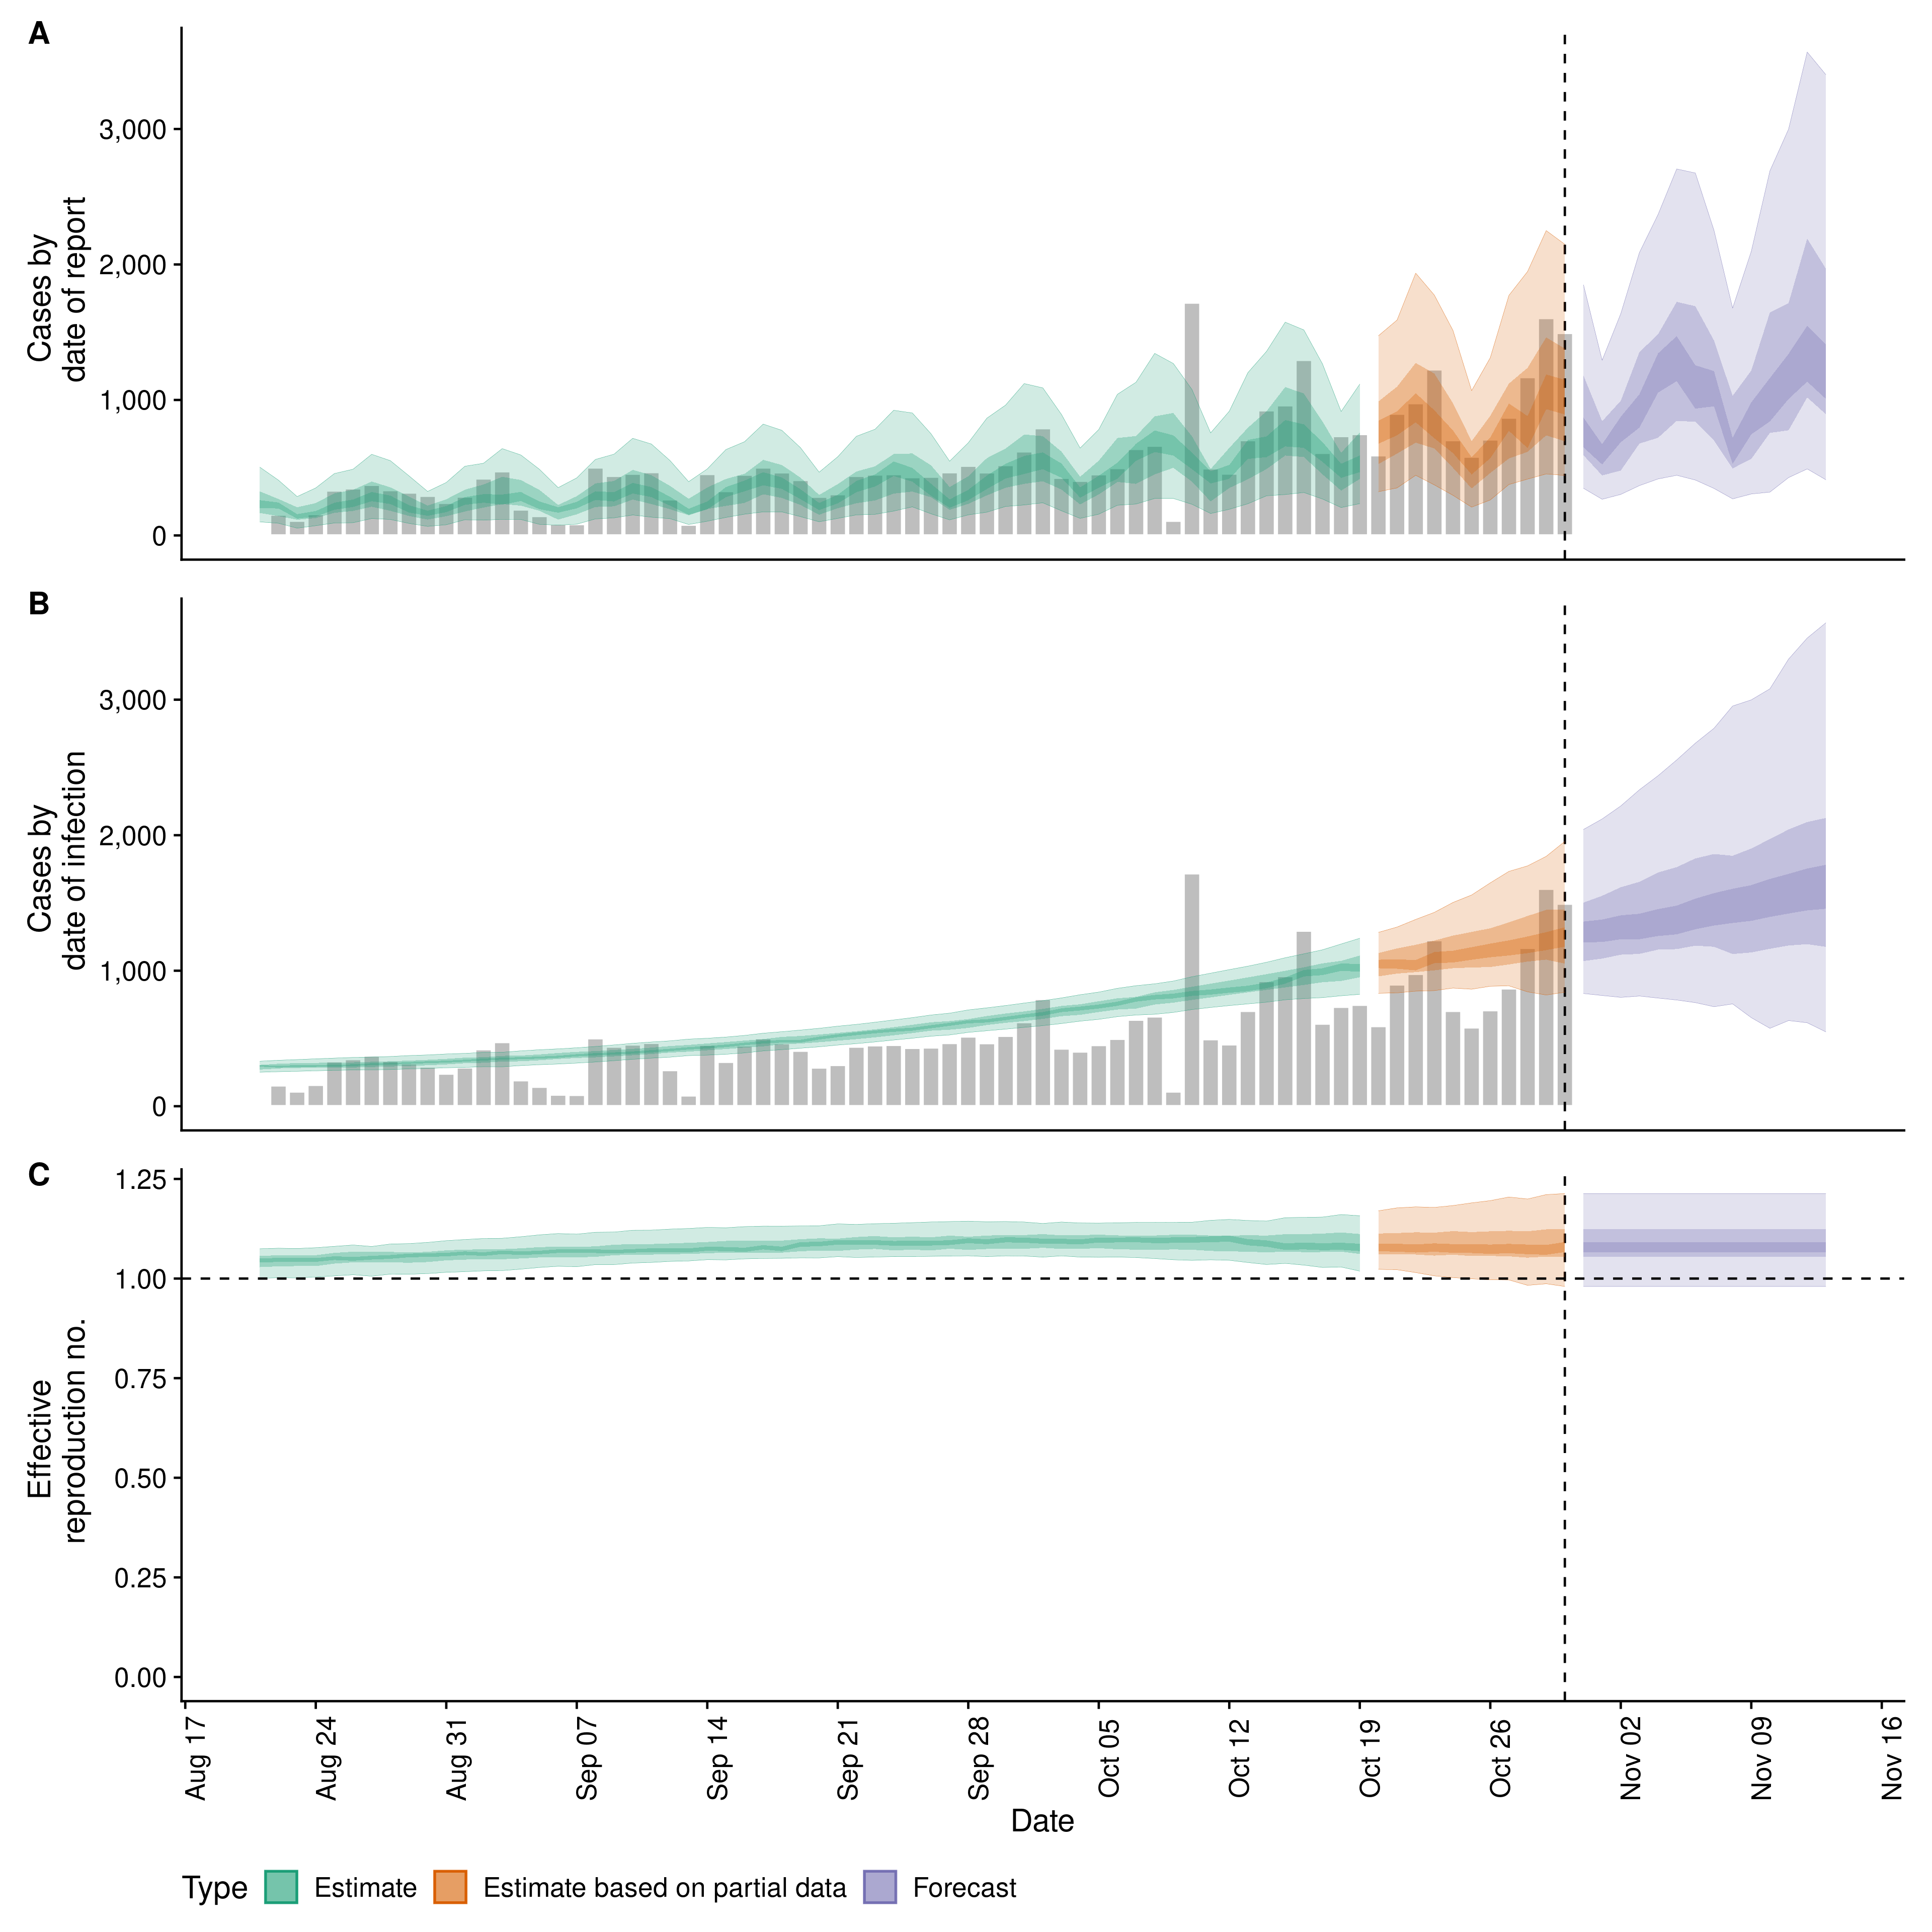 A
Cases by
date of report
3,000
2,000
1,000
0
B
Cases by
date of infection
3,000
2,000
1,000
0
C
Effective
reproduction no.
1.25
1.00
0.75
0.50
0.25
0.00
Aug 17
Aug 24
Aug 31
Sep 07
Sep 14
Sep 21
Sep 28
Oct 05
Oct 12
Oct 19
Oct 26
Nov 02
Nov 09
Nov 16
Date
Type Estimate Estimate based on partial data Forecast